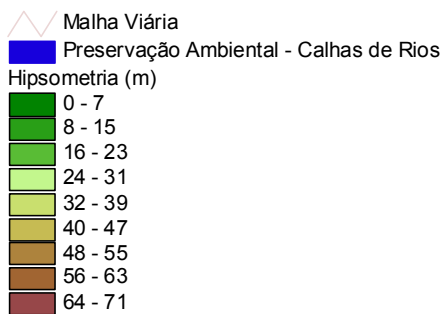 Malha Viária
Preservação Ambiental - Calhas de Rios
Hipsometria (m)
0 - 7
8 - 15
16 - 23
24 - 31
32 - 39
40 - 47
48 - 55
56 - 63
64 - 71